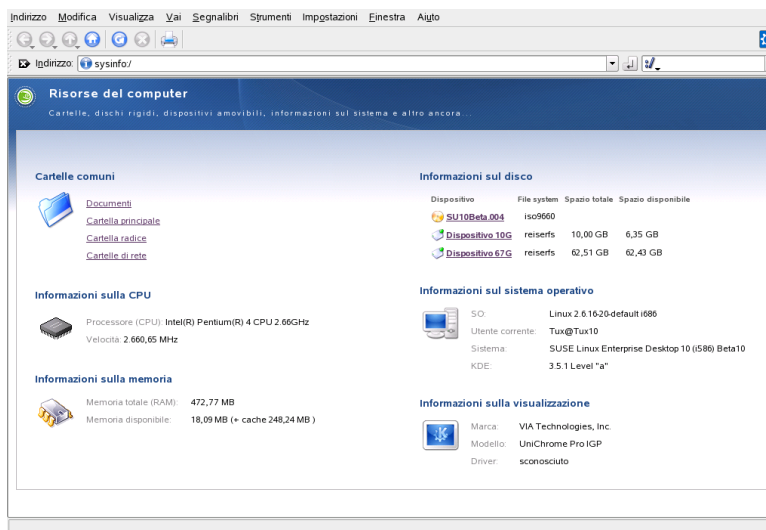 Indirizzo Modifica Visualizza Vai Segnalibri Strumenti Impostazioni Finestra Aiuto
Indirizzo: sysinfo:/
Risorse del computer
Cartelle, dischi rigidi, dispositivi amovibili, informazioni sul sistema e altro ancora...
Cartelle comuni
Documenti
Cartella principale
Cartella radice
Cartelle di rete
Informazioni sulla CPU
Processore (CPU): Intel(R) Pentium(R) 4 CPU 2.66GHz
Velocità: 2.660,65 MHz
Informazioni sulla memoria
Memoria totale (RAM): 472,77 MB
Memoria disponibile: 18,09 MB (+ cache 248,24 MB )
Informazioni sul disco
Dispositivo File system Spazio totale Spazio disponibile
SU10Beta.004 iso9660
Dispositivo 10G reiserfs 10,00 GB 6,35 GB
Dispositivo 67G reiserfs 62,51 GB 62,43 GB
Informazioni sul sistema operativo
SO: Linux 2.6.16-20-default i686
Utente corrente: Tux@Tux10
Sistema: SUSE Linux Enterprise Desktop 10 (i586) Beta10
KDE: 3.5.1 Level "a"
Informazioni sulla visualizzazione
Marca: VIA Technologies, Inc.
Modello: UniChrome Pro IGP
Driver: sconosciuto